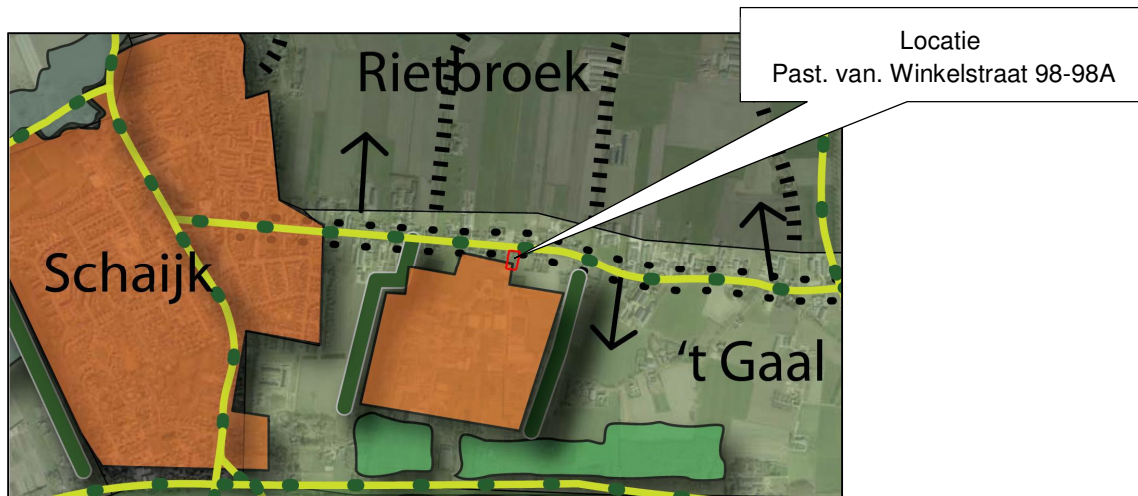 Locatie
Past. van. Winkelstraat 98-98A
Rietbroek
Schaijk
‘t Gaal